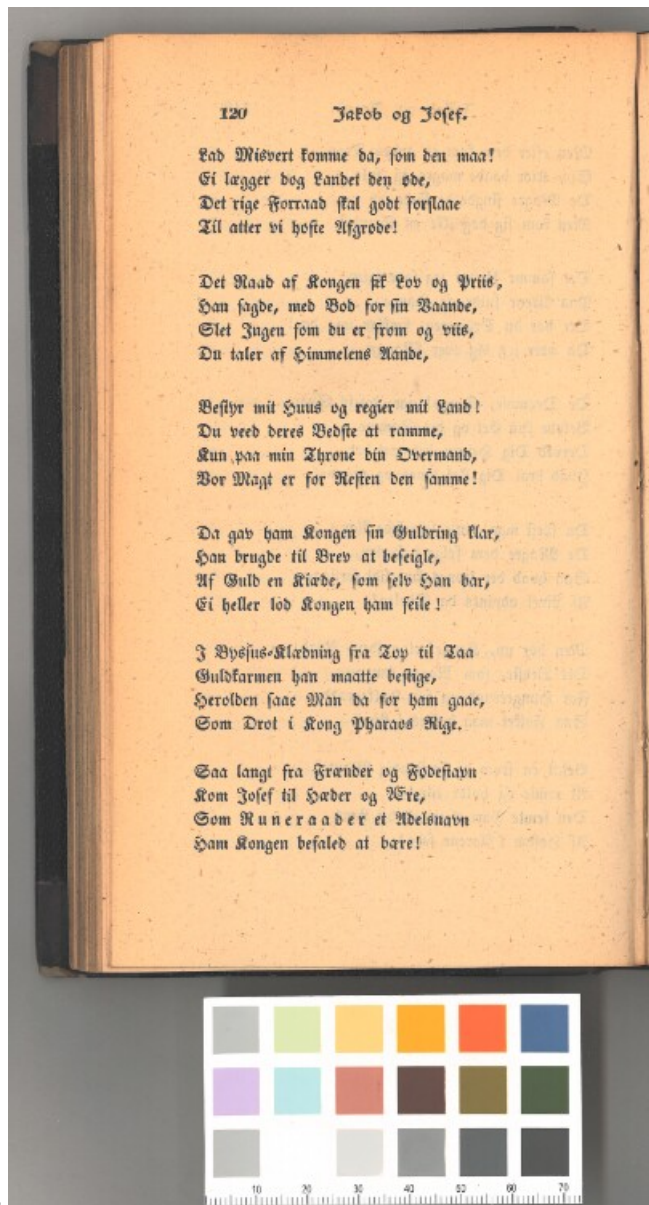 120 Jakob og Josef.
Lad Misvert komme da, som den maa!
Ei lægger dog Landet den øde,
Det rige Forraad skal godt forslaae
Til atter vi høste Afgrøde!
Det Raad af Kongen fik Lov og Priis,
Han sagde, med Bod for sin Vaande,
Slet Ingen som du er from og viis,
Du taler af Himmelens Aande,
Bestyr mit Huus og regier mit Land!
Du veed deres Bedste at ramme,
Kun paa min Throne din Overmand,
Vor Magt er for Resten den samme!
Da gav ham Kongen sin Guldring klar,
Han brugde til Brev at beseigle,
Af Guld en Kiæde, som selv Han bar,
Ei heller lod Kongen ham feile!
I Byssus-Klædning fra Top til Taa
Guldkarmen han maatte bestige,
Herolden saae Man da for ham gaae,
Som Drot i Kong Pharaos Rige.
Saa langt fra Frænder og Fødestavn
Kom Josef til Hæder og Ære,
Som Runeraader et Adelsnavn
Ham Kongen befaled at bære!
10 20 30 40 50 60 70